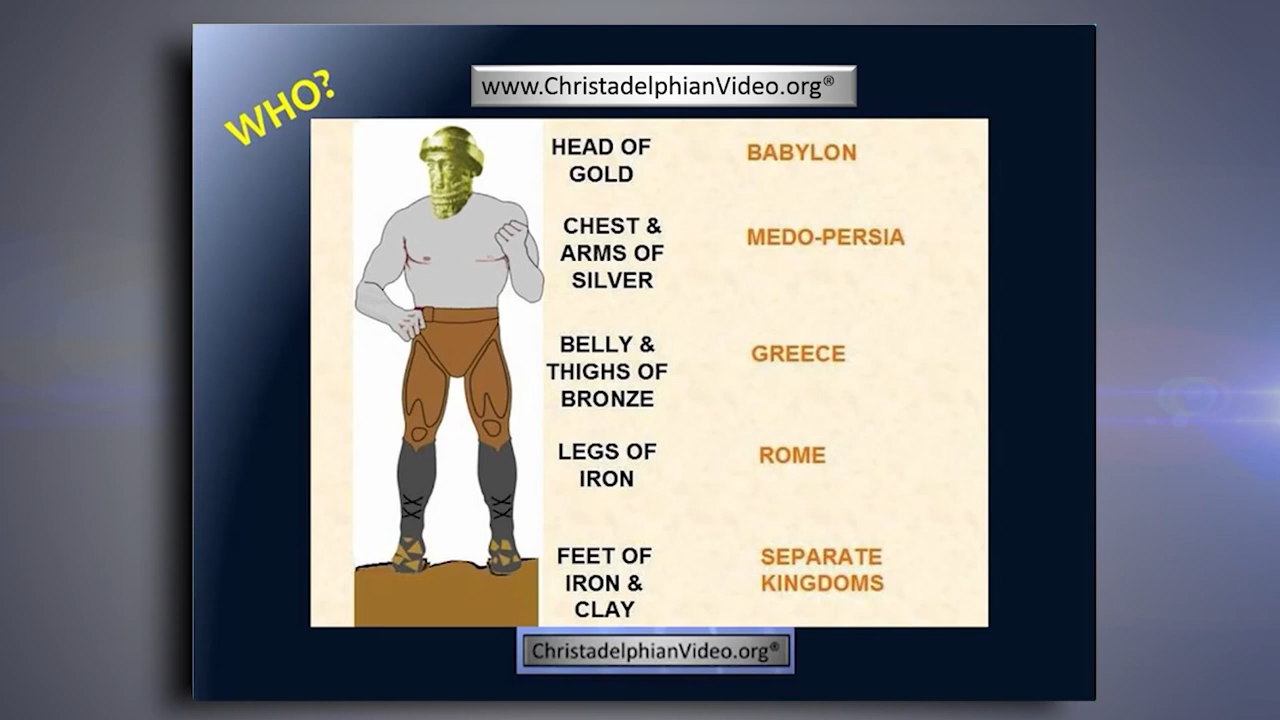 WHO?
www.ChristadelphianVideo.org®
HEAD OF
GOLD
BABYLON
CHEST &
ARMS OF
SILVER
MEDO-PERSIA
BELLY &
THIGHS OF
BRONZE
GREECE
LEGS OF
IRON
ROME
FEET OF
IRON &
CLAY
SEPARATE
KINGDOMS
ChristadelphianVideo.org®